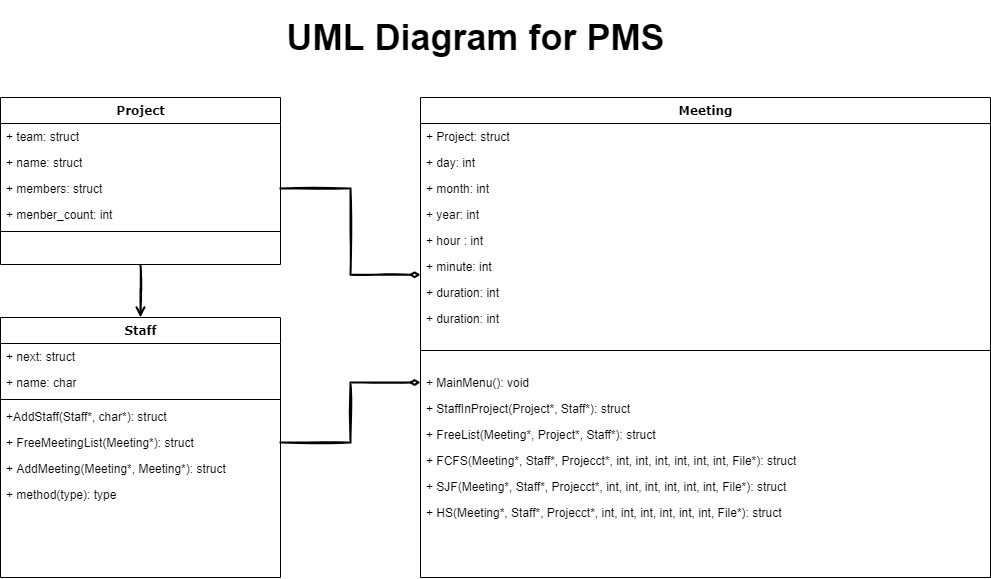 UML Diagram for PMS
Project
+ team: struct
+ name: struct
+ members: struct
+ menber_count: int
Staff
+ next: struct
+ name: char
+AddStaff(Staff*, char*): struct
+ FreeMeetingList(Meeting*): struct
+ AddMeeting(Meeting*, Meeting*): struct
+ method(type): type
Meeting
+ Project: struct
+ day: int
+ month: int
+ year: int
+ hour : int
+ minute: int
+ duration: int
+ duration: int
+ MainMenu(): void
+ StaffInProject(Project*, Staff*): struct
+ FreeList(Meeting*, Project*, Staff*): struct
+ FCFS(Meeting*, Staff*, Projecct*, int, int, int, int, int, int, File*): struct
+ SJF(Meeting*, Staff*, Projecct*, int, int, int, int, int, int, File*): struct
+ HS(Meeting*, Staff*, Projecct*, int, int, int, int, int, int, File*): struct